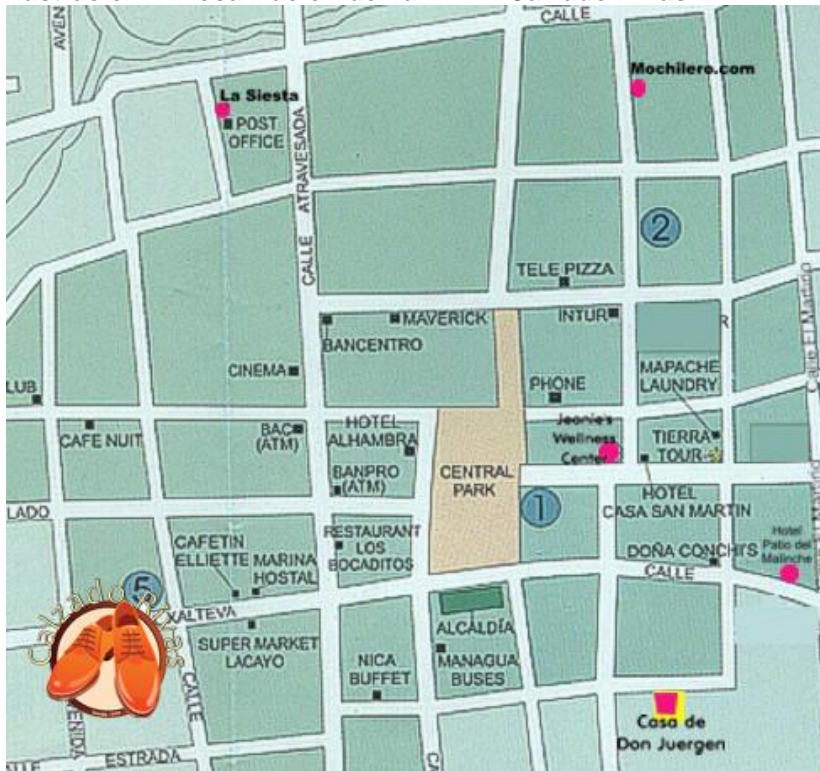 CALLE
AVEN
Mochilero.com
La Siesta
POST
OFFICE
CALLE ATRAVESADA
2
TELE PIZZA
Calle El Martirio
MAVERICK
INTUR
BANCENTRO
R
CINEMA
MAPACHE
LAUNDRY
PHONE
LUB
CAFE NUIT
BAC
(ATM)
HOTEL
ALHAMBRA
Jeanie's
Wellness
Center
TIERRA
TOUR
BANPRO
(ATM)
CENTRAL
PARK
HOTEL
CASA SAN MARTIN
LADO
1
RESTAURANT
LOS
BOCADITOS
CAFETIN
ELLIETTE
MARINA
HOSTAL
Hotel
Patio del
Malinche
DOÑA CONCHI'S
CALLE
5
XALTEVA
Calzado Rivas
ALCALDÍA
SUPER MARKET
LACAYO
NICA
BUFFET
MANAGUA
BUSES
CALLE
ENIDA
Casa de
Don Juergen
ESTRADA
CA